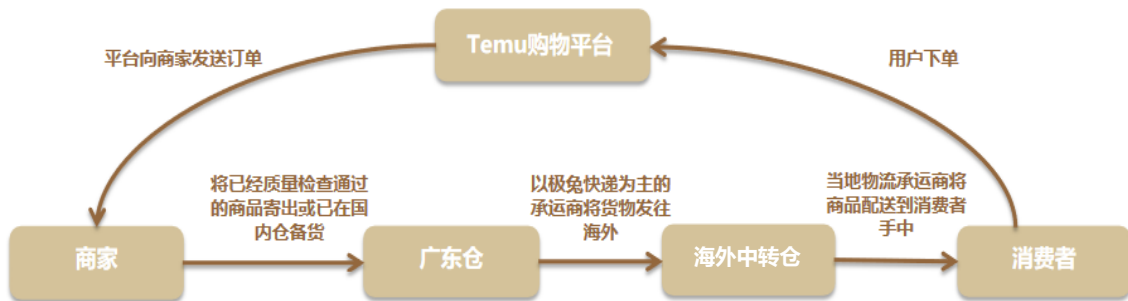 Temu购物平台
平台向商家发送订单
用户下单
将已经质量检查通过
的商品寄出或已在国
内仓备货
以极兔快递为主的
承运商将货物发往
海外
当地物流承运商将
商品配送到消费者
手中
商家
广东仓
海外中转仓
消费者